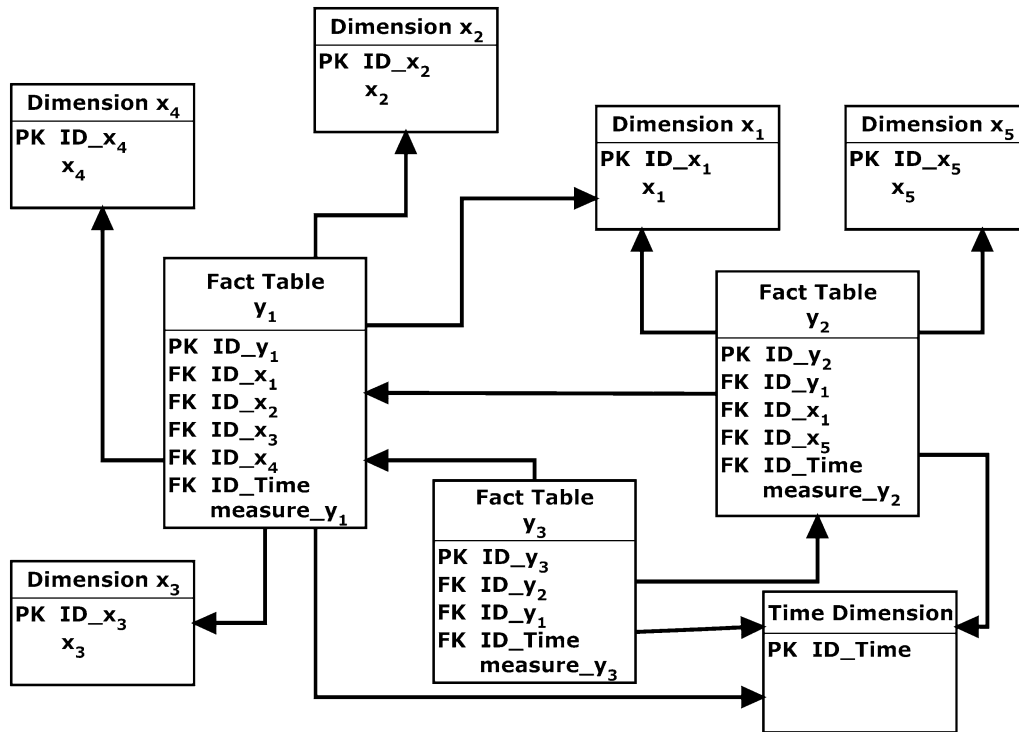 Dimension x₂
PK ID_x₂
x₂
Dimension x₄
PK ID_x₄
x₄
Dimension x₁
PK ID_x₁
x₁
Dimension x₅
PK ID_x₅
x₅
Fact Table
y₁
PK ID_y₁
FK ID_x₁
FK ID_x₂
FK ID_x₃
FK ID_x₄
FK ID_Time
measure_y₁
Fact Table
y₂
PK ID_y₂
FK ID_y₁
FK ID_x₁
FK ID_x₅
FK ID_Time
measure_y₂
Fact Table
y₃
PK ID_y₃
FK ID_y₂
FK ID_y₁
FK ID_Time
measure_y₃
Dimension x₃
PK ID_x₃
x₃
Time Dimension
PK ID_Time